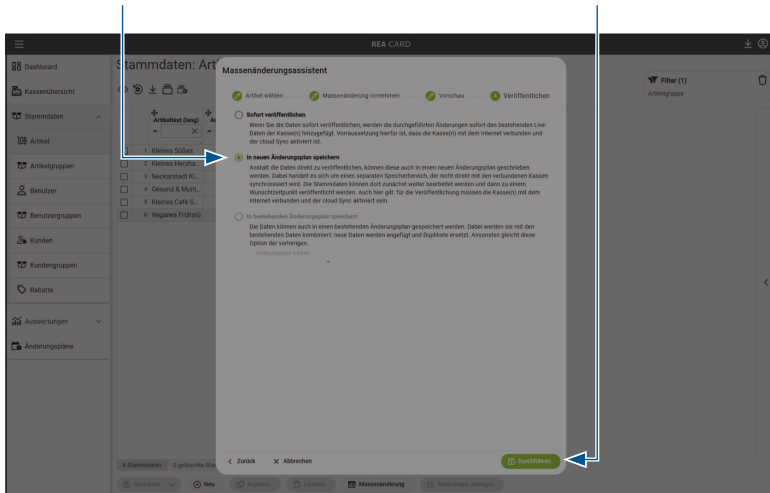 REA CARD
Dashboard
Kassenübersicht
Stammdaten
Artikel
Artikelgruppen
Benutzer
Benutzergruppen
Kunden
Kundengruppen
Rabatte
Auswertungen
Änderungspläne
Stammdaten: Arti
Filter (1)
Artikelgruppe
Artikeltext (lang)
1 Kleines Süßes
2 Kleines Herzha...
3 Neckarstadt Kl...
4 Gesund & Munt...
5 Kleines Café S...
6 Veganes Frühstü
Massenänderungsassistent
Artikel wählen
Massenänderung vornehmen
Vorschau
4 Veröffentlichen
Sofort veröffentlichen
Wenn Sie die Daten sofort veröffentlichen, werden die durchgeführten Änderungen sofort den bestehenden Live-
Daten der Kasse(n) hinzugefügt. Vorraussetzung hierfür ist, dass die Kasse(n) mit dem Internet verbunden und
der cloud Sync aktiviert ist.
In neuen Änderungsplan speichern
Anstatt die Daten direkt zu veröffentlichen, können diese auch in einen neuen Änderungsplan geschrieben
werden. Dabei handelt es sich um einen separaten Speicherbereich, der nicht direkt mit den verbundenen Kassen
synchronisiert wird. Die Stammdaten können dort zunächst weiter bearbeitet werden und dann zu einem
Wunschzeitpunkt veröffentlicht werden. Auch hier gilt: für die Veröffentlichung müssen die Kasse(n) mit dem
Internet verbunden und der cloud Sync aktiviert sein.
In bestehenden Änderungsplan speichern
Die Daten können auch in einen bestehenden Änderungsplan gespeichert werden. Dabei werden sie mit den
bestehenden Daten kombiniert: neue Daten werden angefügt und Duplikate ersetzt. Ansonsten gleicht diese
Option der vorherigen.
Änderungsplan wählen
Zurück
Abbrechen
Durchführen
6 Stammdaten
0 gelöschte Sta
Speichern
Neu
Kopieren
Löschen
Massenänderung
Änderungen anzeigen